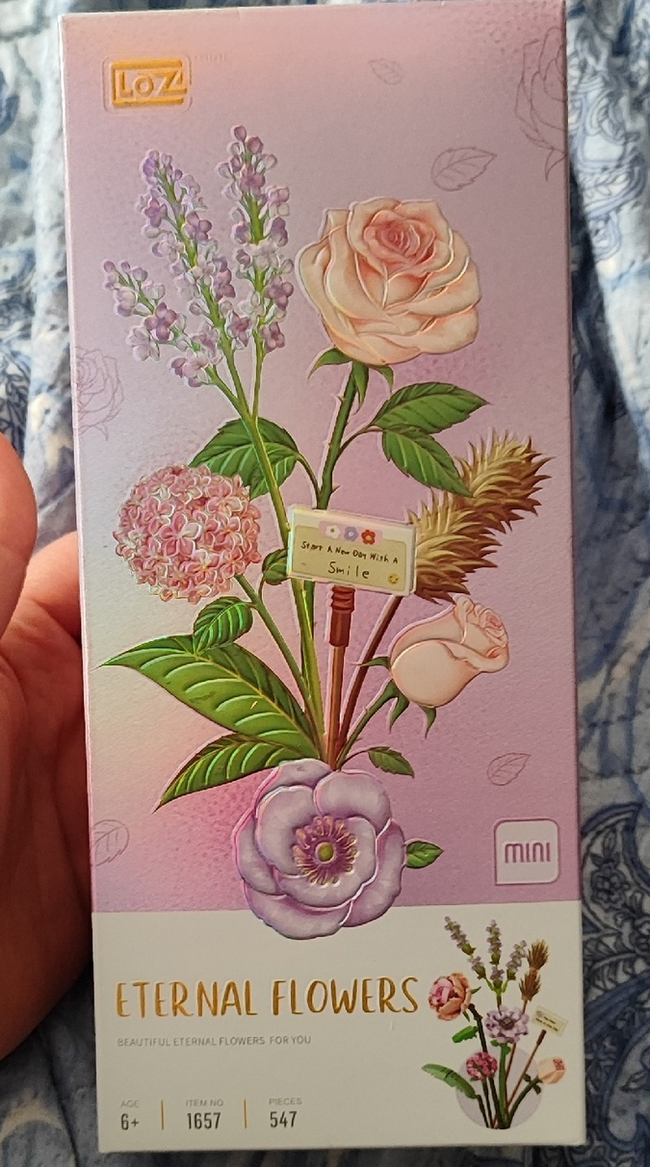 LOZ
Start A New Day With A
Smile
mini
ETERNAL FLOWERS
BEAUTIFUL ETERNAL FLOWERS FOR YOU
AGE
6+
ITEM NO
1657
PIECES
547